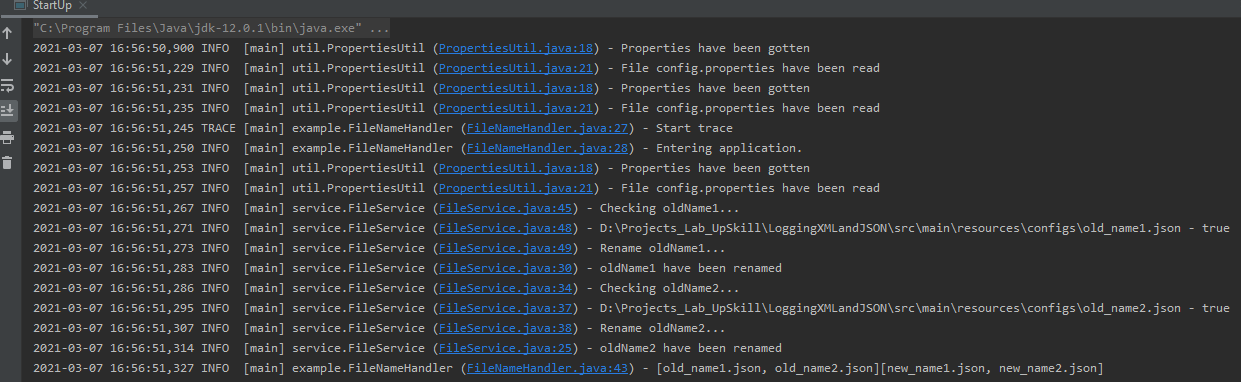 StartUp
"C:\Program Files\Java\jdk-12.0.1\bin\java.exe" ...
2021-03-07 16:56:50,900 INFO  [main] util.PropertiesUtil (PropertiesUtil.java:18) - Properties have been gotten
2021-03-07 16:56:51,229 INFO  [main] util.PropertiesUtil (PropertiesUtil.java:21) - File config.properties have been read
2021-03-07 16:56:51,231 INFO  [main] util.PropertiesUtil (PropertiesUtil.java:18) - Properties have been gotten
2021-03-07 16:56:51,235 INFO  [main] util.PropertiesUtil (PropertiesUtil.java:21) - File config.properties have been read
2021-03-07 16:56:51,245 TRACE [main] example.FileNameHandler (FileNameHandler.java:27) - Start trace
2021-03-07 16:56:51,250 INFO  [main] example.FileNameHandler (FileNameHandler.java:28) - Entering application.
2021-03-07 16:56:51,253 INFO  [main] util.PropertiesUtil (PropertiesUtil.java:18) - Properties have been gotten
2021-03-07 16:56:51,257 INFO  [main] util.PropertiesUtil (PropertiesUtil.java:21) - File config.properties have been read
2021-03-07 16:56:51,267 INFO  [main] service.FileService (FileService.java:45) - Checking oldName1...
2021-03-07 16:56:51,271 INFO  [main] service.FileService (FileService.java:48) - D:\Projects_Lab_UpSkill\LoggingXMLandJSON\src\main\resources\configs\old_name1.json - true
2021-03-07 16:56:51,273 INFO  [main] service.FileService (FileService.java:49) - Rename oldName1...
2021-03-07 16:56:51,283 INFO  [main] service.FileService (FileService.java:30) - oldName1 have been renamed
2021-03-07 16:56:51,286 INFO  [main] service.FileService (FileService.java:34) - Checking oldName2...
2021-03-07 16:56:51,295 INFO  [main] service.FileService (FileService.java:37) - D:\Projects_Lab_UpSkill\LoggingXMLandJSON\src\main\resources\configs\old_name2.json - true
2021-03-07 16:56:51,307 INFO  [main] service.FileService (FileService.java:38) - Rename oldName2...
2021-03-07 16:56:51,314 INFO  [main] service.FileService (FileService.java:25) - oldName2 have been renamed
2021-03-07 16:56:51,327 INFO  [main] example.FileNameHandler (FileNameHandler.java:43) - [old_name1.json, old_name2.json][new_name1.json, new_name2.json]